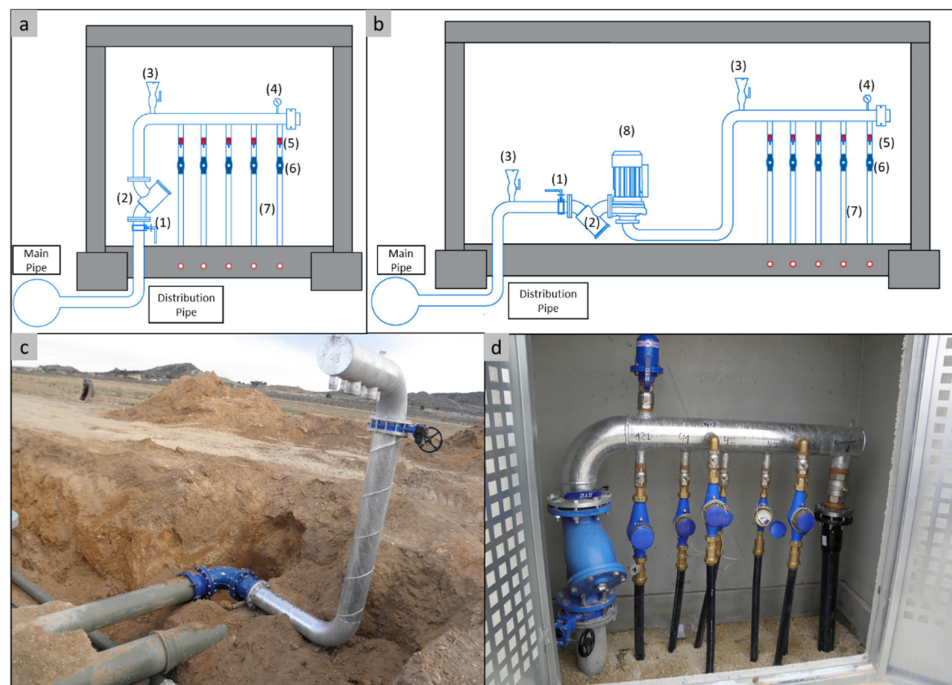 a
(3)
(4)
(5)
(6)
(2)
(7)
(1)
Main
Pipe
Distribution
Pipe
b
(3)
(4)
(8)
(5)
(3)
(1)
(6)
(2)
(7)
Main
Pipe
Distribution
Pipe
c
d